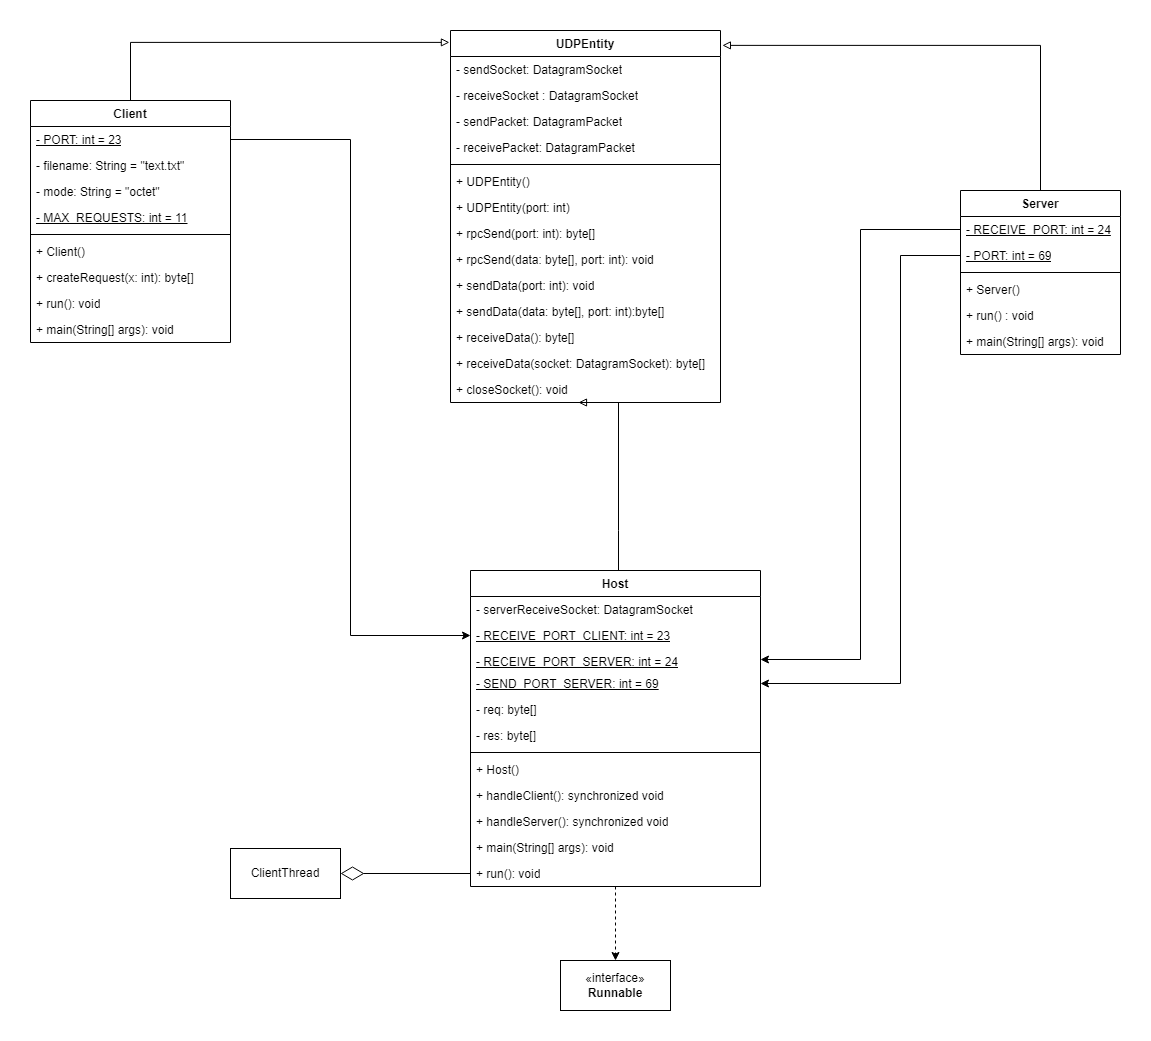 UDPEntity
- sendSocket: DatagramSocket
- receiveSocket : DatagramSocket
- sendPacket: DatagramPacket
- receivePacket: DatagramPacket
+ UDPEntity()
+ UDPEntity(port: int)
+ rpcSend(port: int): byte[]
+ rpcSend(data: byte[], port: int): void
+ sendData(port: int): void
+ sendData(data: byte[], port: int):byte[]
+ receiveData(): byte[]
+ receiveData(socket: DatagramSocket): byte[]
+ closeSocket(): void
Client
- PORT: int = 23
- filename: String = "text.txt"
- mode: String = "octet"
- MAX_REQUESTS: int = 11
+ Client()
+ createRequest(x: int): byte[]
+ run(): void
+ main(String[] args): void
Server
- RECEIVE_PORT: int = 24
- PORT: int = 69
+ Server()
+ run() : void
+ main(String[] args): void
Host
- serverReceiveSocket: DatagramSocket
- RECEIVE_PORT_CLIENT: int = 23
- RECEIVE_PORT_SERVER: int = 24
- SEND_PORT_SERVER: int = 69
- req: byte[]
- res: byte[]
+ Host()
+ handleClient(): synchronized void
+ handleServer(): synchronized void
+ main(String[] args): void
+ run(): void
ClientThread
«interface»
Runnable